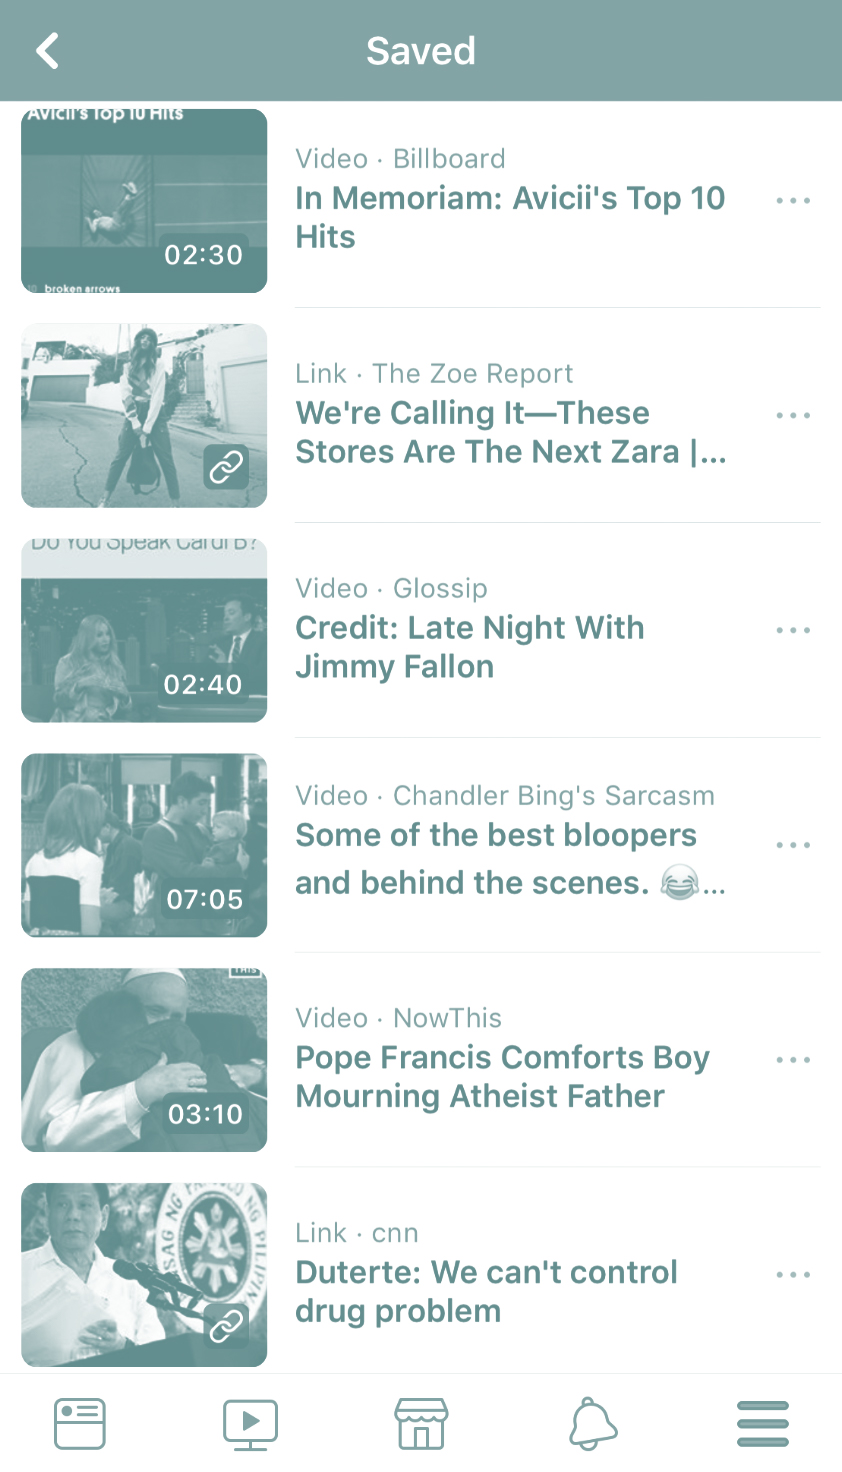 Saved
Avicii's Top 10 Hits
02:30
broken arrows
Video · Billboard
In Memoriam: Avicii's Top 10
Hits
Link · The Zoe Report
We're Calling It—These
Stores Are The Next Zara |...
Do You Speak Cardi B?
02:40
Video · Glossip
Credit: Late Night With
Jimmy Fallon
07:05
Video · Chandler Bing's Sarcasm
Some of the best bloopers
and behind the scenes. 😂...
THIS
03:10
Video · NowThis
Pope Francis Comforts Boy
Mourning Atheist Father
Link · cnn
Duterte: We can't control
drug problem